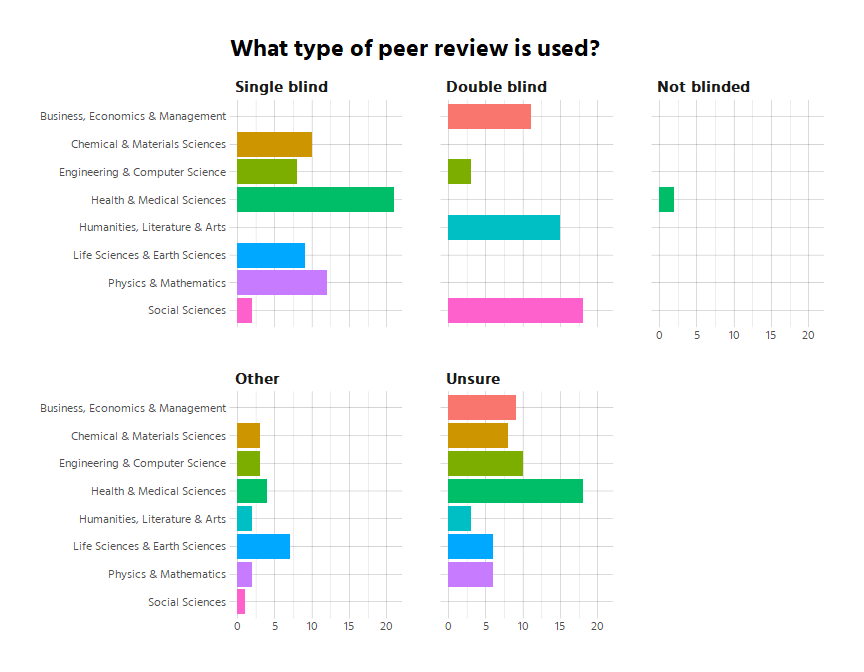 What type of peer review is used?
Single blind
Double blind
Not blinded
Business, Economics & Management
Chemical & Materials Sciences
Engineering & Computer Science
Health & Medical Sciences
Humanities, Literature & Arts
Life Sciences & Earth Sciences
Physics & Mathematics
Social Sciences
0 5 10 15 20
Other
Unsure
Business, Economics & Management
Chemical & Materials Sciences
Engineering & Computer Science
Health & Medical Sciences
Humanities, Literature & Arts
Life Sciences & Earth Sciences
Physics & Mathematics
Social Sciences
0 5 10 15 20
0 5 10 15 20